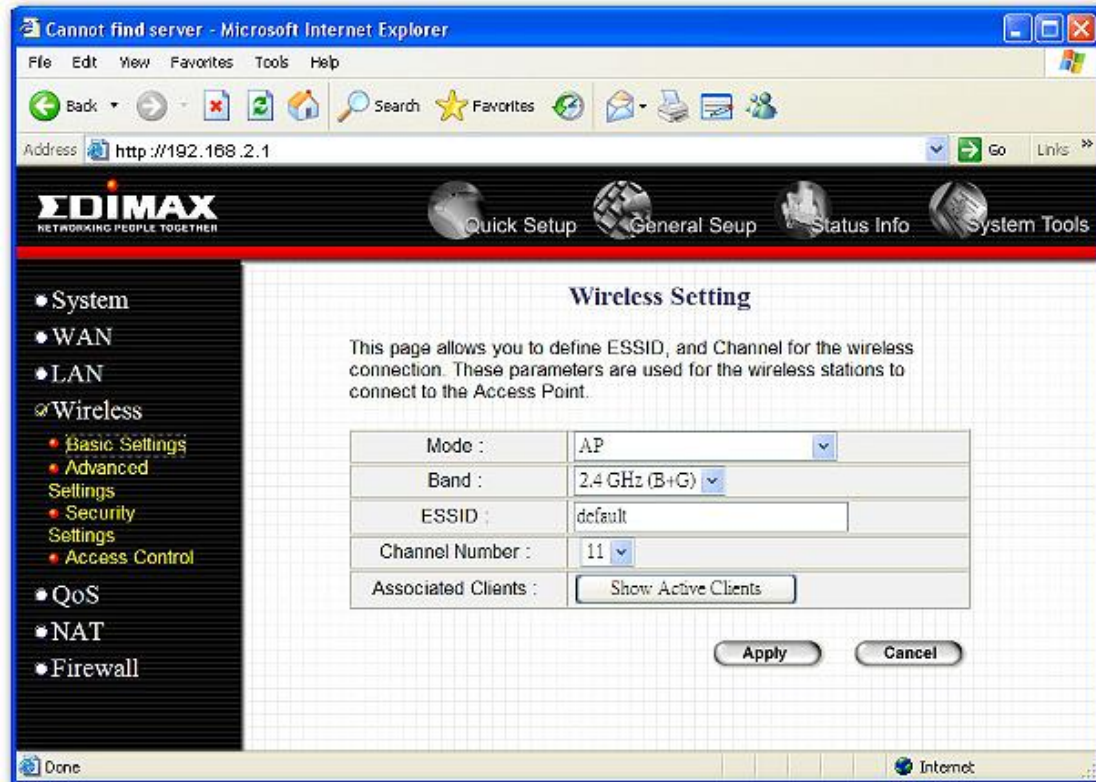 Cannot find server - Microsoft Internet Explorer
File Edit View Favorites Tools Help
Back Search Favorites
Address http://192.168.2.1 Go Links »
EDIMAX
NETWORKING PEOPLE TOGETHER
Quick Setup General Seup Status Info System Tools
System
WAN
LAN
Wireless
Basic Settings
Advanced
Settings
Security
Settings
Access Control
QoS
NAT
Firewall
Wireless Setting
This page allows you to define ESSID, and Channel for the wireless
connection. These parameters are used for the wireless stations to
connect to the Access Point.
Mode : AP
Band : 2.4 GHz (B+G)
ESSID : default
Channel Number : 11
Associated Clients : Show Active Clients
Apply Cancel
Done Internet